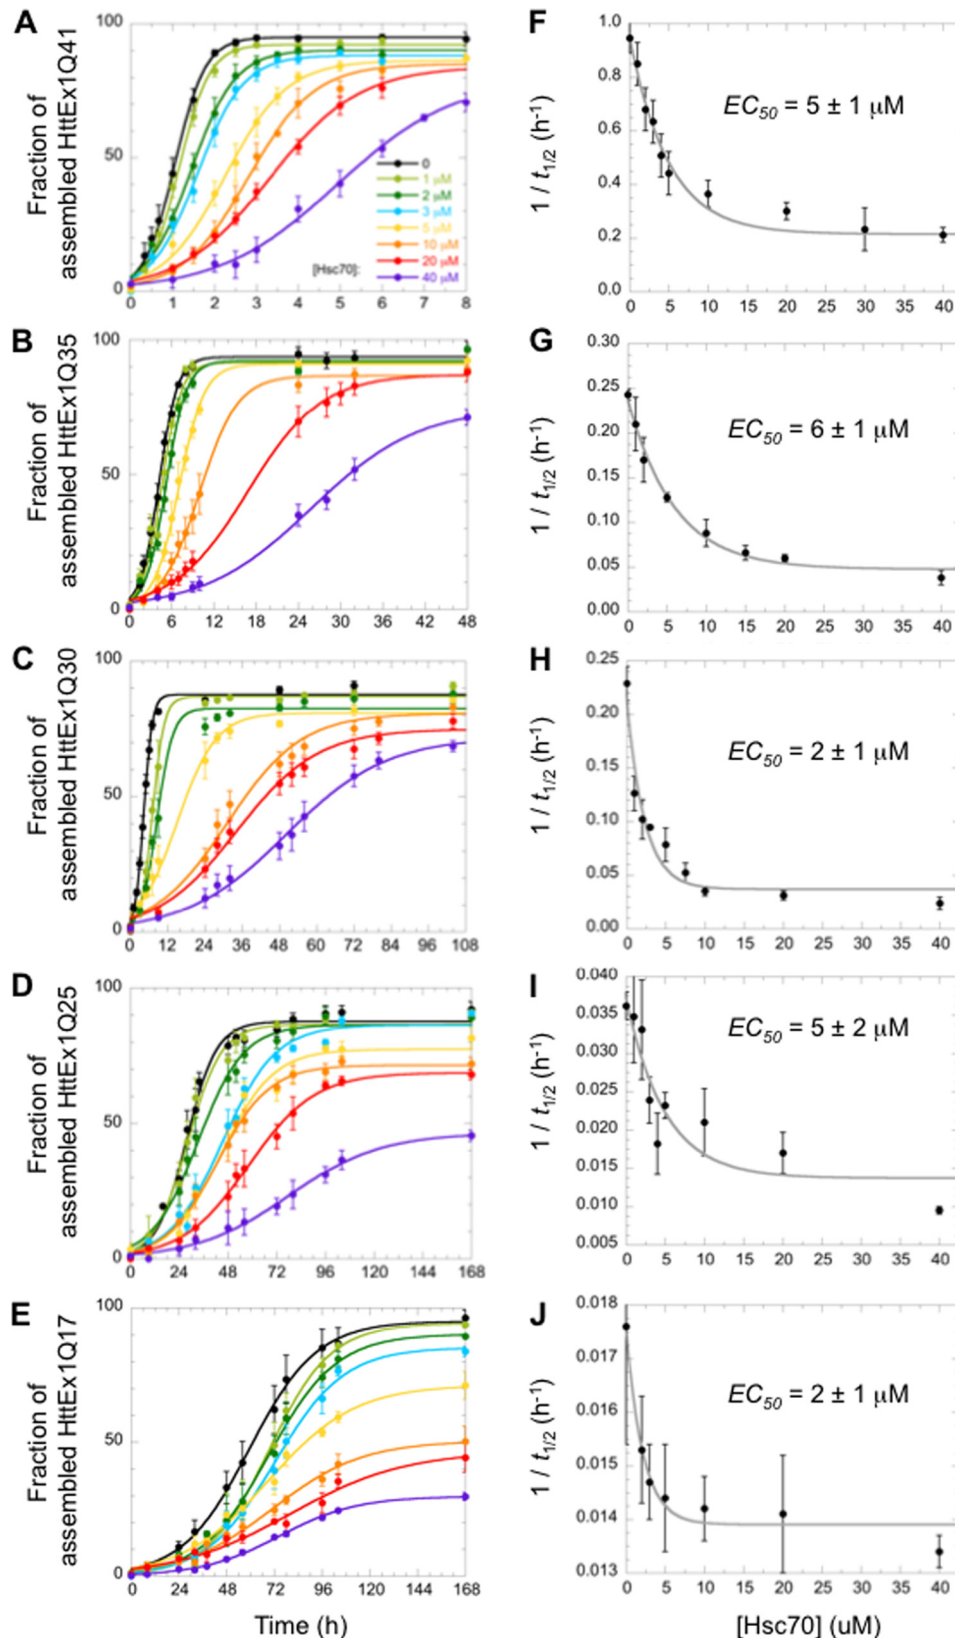 A
Fraction of
assembled HttEx1Q41
100
50
0
0 1 2 3 4 5 6 7 8
[Hsc70]:
0
1 µM
2 µM
3 µM
5 µM
10 µM
20 µM
40 µM
F
1 / t1/2 (h-1)
1.0
0.8
0.6
0.4
0.2
0.0
0 5 10 15 20 25 30 35 40
EC50 = 5 ± 1 µM
B
Fraction of
assembled HttEx1Q35
100
50
0
0 6 12 18 24 30 36 42 48
G
1 / t1/2 (h-1)
0.30
0.25
0.20
0.15
0.10
0.05
0.00
0 5 10 15 20 25 30 35 40
EC50 = 6 ± 1 µM
C
Fraction of
assembled HttEx1Q30
100
50
0
0 12 24 36 48 60 72 84 96 108
H
1 / t1/2 (h-1)
0.25
0.20
0.15
0.10
0.05
0.00
0 5 10 15 20 25 30 35 40
EC50 = 2 ± 1 µM
D
Fraction of
assembled HttEx1Q25
100
50
0
0 24 48 72 96 120 144 168
I
1 / t1/2 (h-1)
0.040
0.035
0.030
0.025
0.020
0.015
0.010
0.005
0 5 10 15 20 25 30 35 40
EC50 = 5 ± 2 µM
E
Fraction of
assembled HttEx1Q17
100
50
0
0 24 48 72 96 120 144 168
Time (h)
J
1 / t1/2 (h-1)
0.018
0.017
0.016
0.015
0.014
0.013
0 5 10 15 20 25 30 35 40
EC50 = 2 ± 1 µM
[Hsc70] (uM)